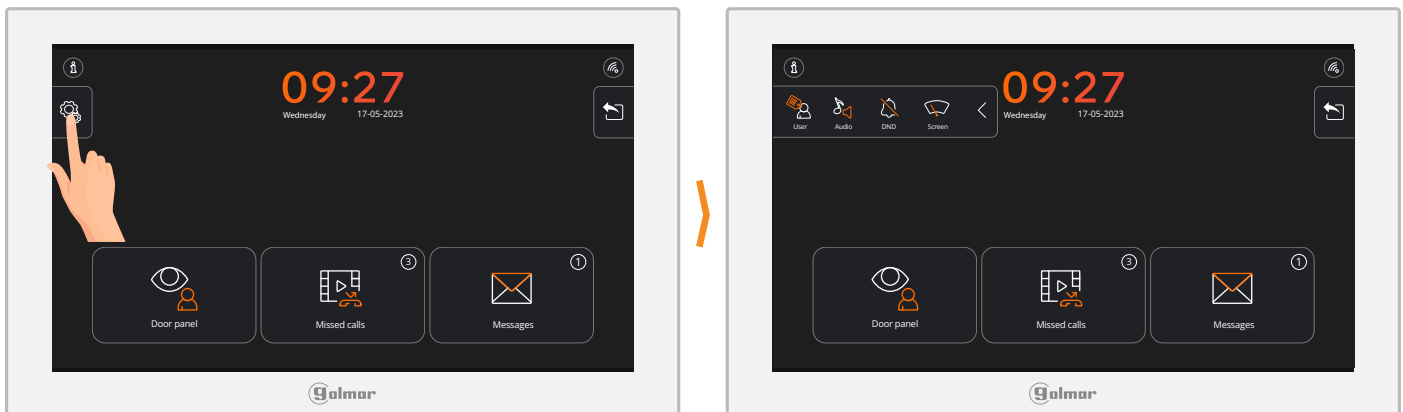 09:27
Wednesday 17-05-2023
3
1
Door panel
Missed calls
Messages
golmar
09:27
User Audio DND Screen
Wednesday 17-05-2023
3
1
Door panel
Missed calls
Messages
golmar